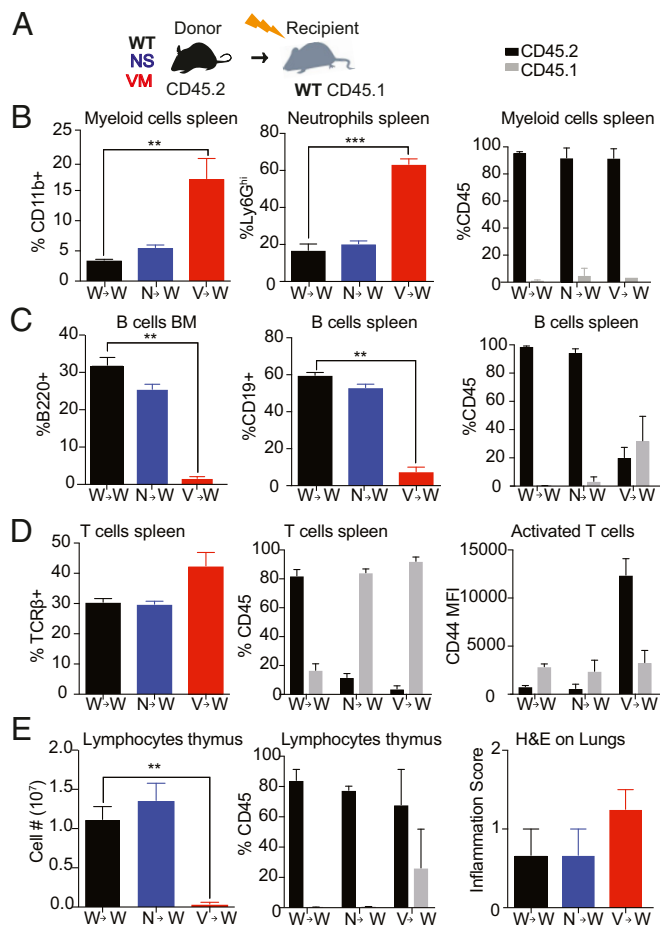 A
WT
NS
VM
Donor
→
Recipient
CD45.2
WT CD45.1
CD45.2
CD45.1
B
Myeloid cells spleen
% CD11b+
25
20
15
10
5
0
**
W→W N→W V→W
Neutrophils spleen
%Ly6Ghi
80
60
40
20
0
***
W→W N→W V→W
Myeloid cells spleen
%CD45
100
80
60
40
20
0
W→W N→W V→W
C
B cells BM
%B220+
40
30
20
10
0
**
W→W N→W V→W
B cells spleen
%CD19+
80
60
40
20
0
**
W→W N→W V→W
B cells spleen
%CD45
100
80
60
40
20
0
W→W N→W V→W
D
T cells spleen
% TCRβ+
50
40
30
20
10
0
W→W N→W V→W
T cells spleen
% CD45
100
80
60
40
20
0
W→W N→W V→W
Activated T cells
CD44 MFI
15000
10000
5000
0
W→W N→W V→W
E
Lymphocytes thymus
Cell # (10⁷)
2.0
1.5
1.0
0.5
0.0
**
W→W N→W V→W
Lymphocytes thymus
% CD45
100
80
60
40
20
0
W→W N→W V→W
H&E on Lungs
Inflammation Score
2
1
0
W→W N→W V→W